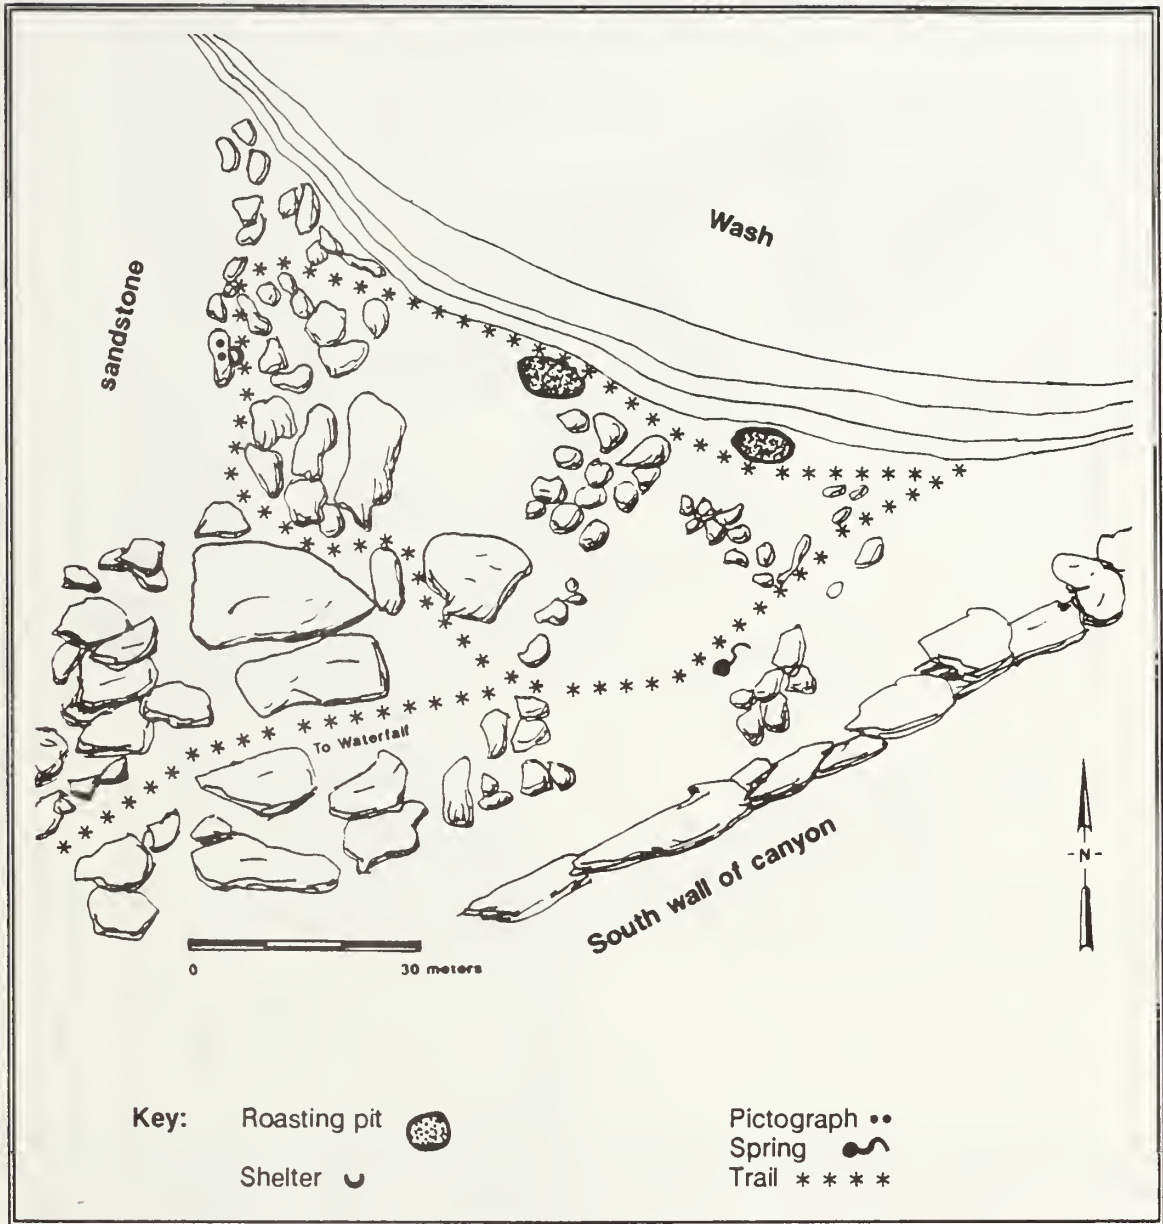 Wash
sandstone
To Waterfall
South wall of canyon
-N-
0 30 meters
Key: Roasting pit
Shelter
Pictograph
Spring
Trail * * * *